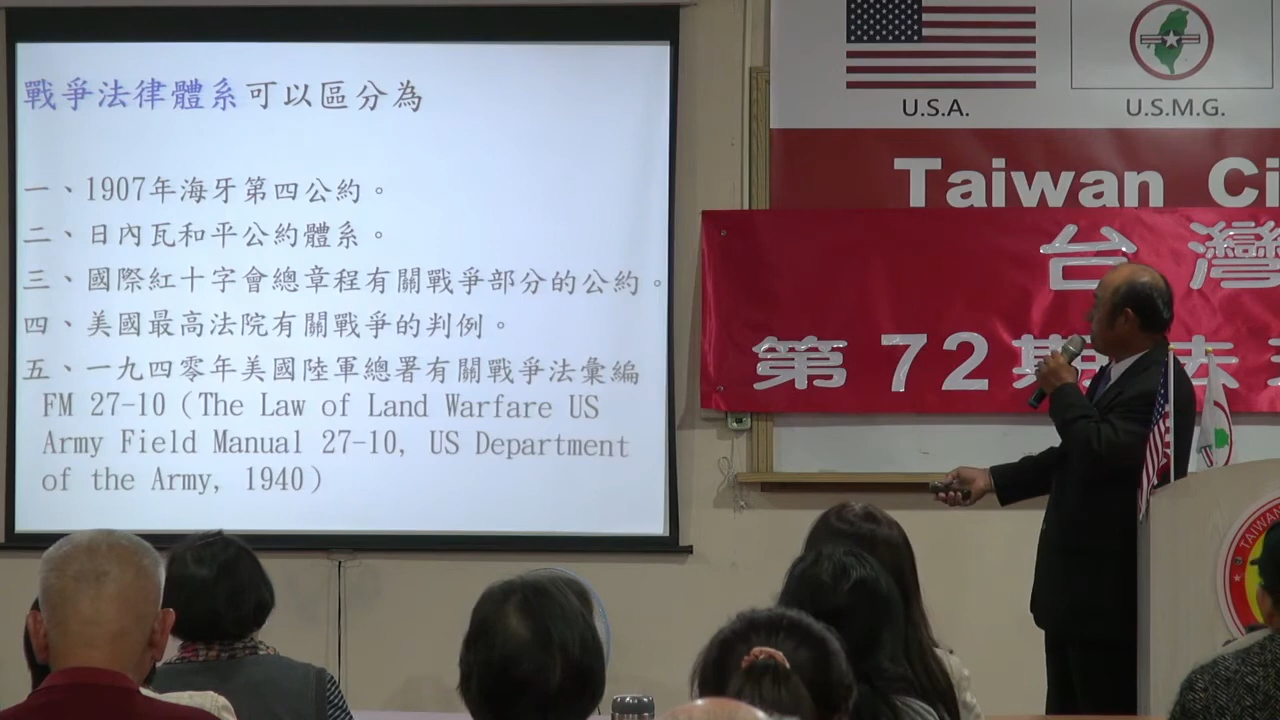 戰爭法律體系可以區分為
一、1907年海牙第四公約。
二、日內瓦和平公約體系。
三、國際紅十字會總章程有關戰爭部分的公約。
四、美國最高法院有關戰爭的判例。
五、一九四零年美國陸軍總署有關戰爭法彙編
FM 27-10（The Law of Land Warfare US
Army Field Manual 27-10, US Department
of the Army, 1940）
U.S.A.
U.S.M.G.
Taiwan Ci
台灣
第72期法
TAIWAN